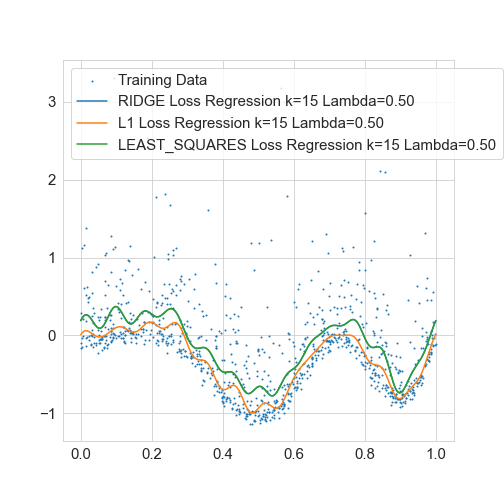 Training Data
RIDGE Loss Regression k=15 Lambda=0.50
L1 Loss Regression k=15 Lambda=0.50
LEAST_SQUARES Loss Regression k=15 Lambda=0.50
3
2
1
0
−1
0.0 0.2 0.4 0.6 0.8 1.0